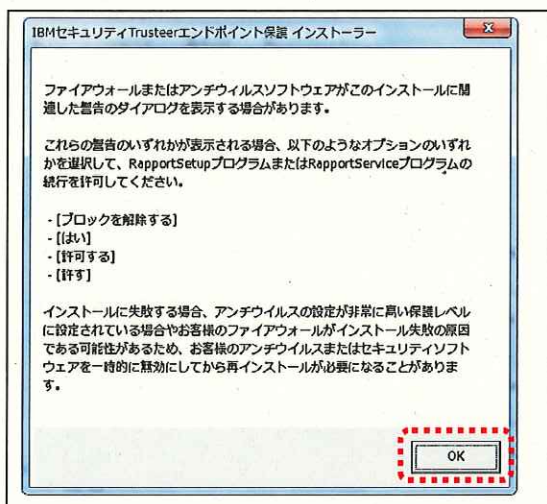 IBMセキュリティTrusteerエンドポイント保護 インストーラー
ファイアウォールまたはアンチウィルスソフトウェアがこのインストールに関
連した警告のダイアログを表示する場合があります。
これらの警告のいずれかが表示される場合、以下のようなオプションのいずれ
かを選択して、RapportSetupプログラムまたはRapportServiceプログラムの
続行を許可してください。
- [ブロックを解除する]
- [はい]
- [許可する]
- [許す]
インストールに失敗する場合、アンチウイルスの設定が非常に高い保護レベル
に設定されている場合やお客様のファイアウォールがインストール失敗の原因
である可能性があるため、お客様のアンチウイルスまたはセキュリティソフト
ウェアを一時的に無効にしてから再インストールが必要になることがありま
す。
OK